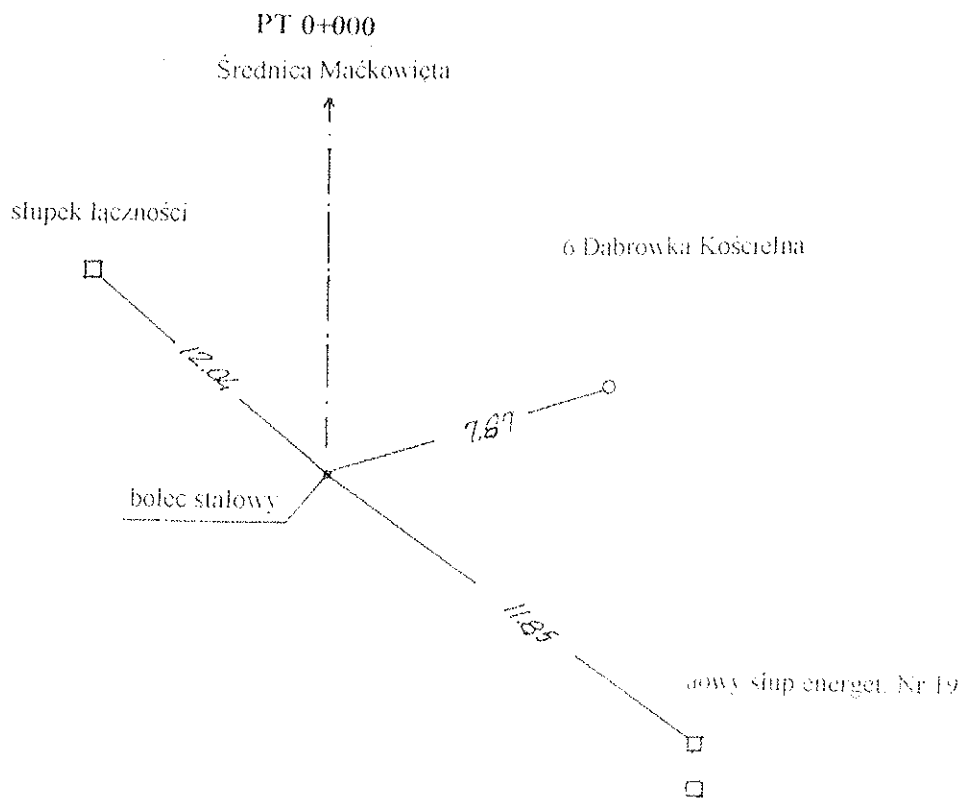 PT 0+000
Średnica Maćkowięta
słupek łączności
6 Dabrowka Kościelna
12.04
7.67
bolec stalowy
11.85
słup energet. Nr 19